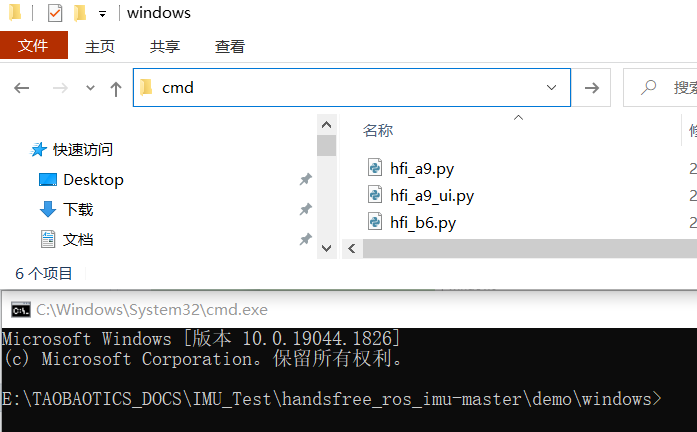 windows
文件 主页 共享 查看
cmd
搜索
名称
快速访问
Desktop
下载
文档
hfi_a9.py 2
hfi_a9_ui.py 2
hfi_b6.py 2
6 个项目
C:\Windows\System32\cmd.exe
Microsoft Windows [版本 10.0.19044.1826]
(c) Microsoft Corporation。保留所有权利。
E:\TAOBAOTICS_DOCS\IMU_Test\handsfree_ros_imu-master\demo\windows>